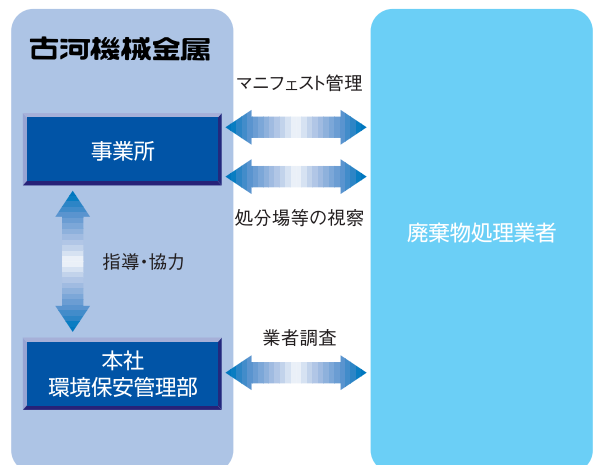 古河機械金属
マニフェスト管理
事業所
処分場等の視察
廃棄物処理業者
指導・協力
業者調査
本社
環境保安管理部